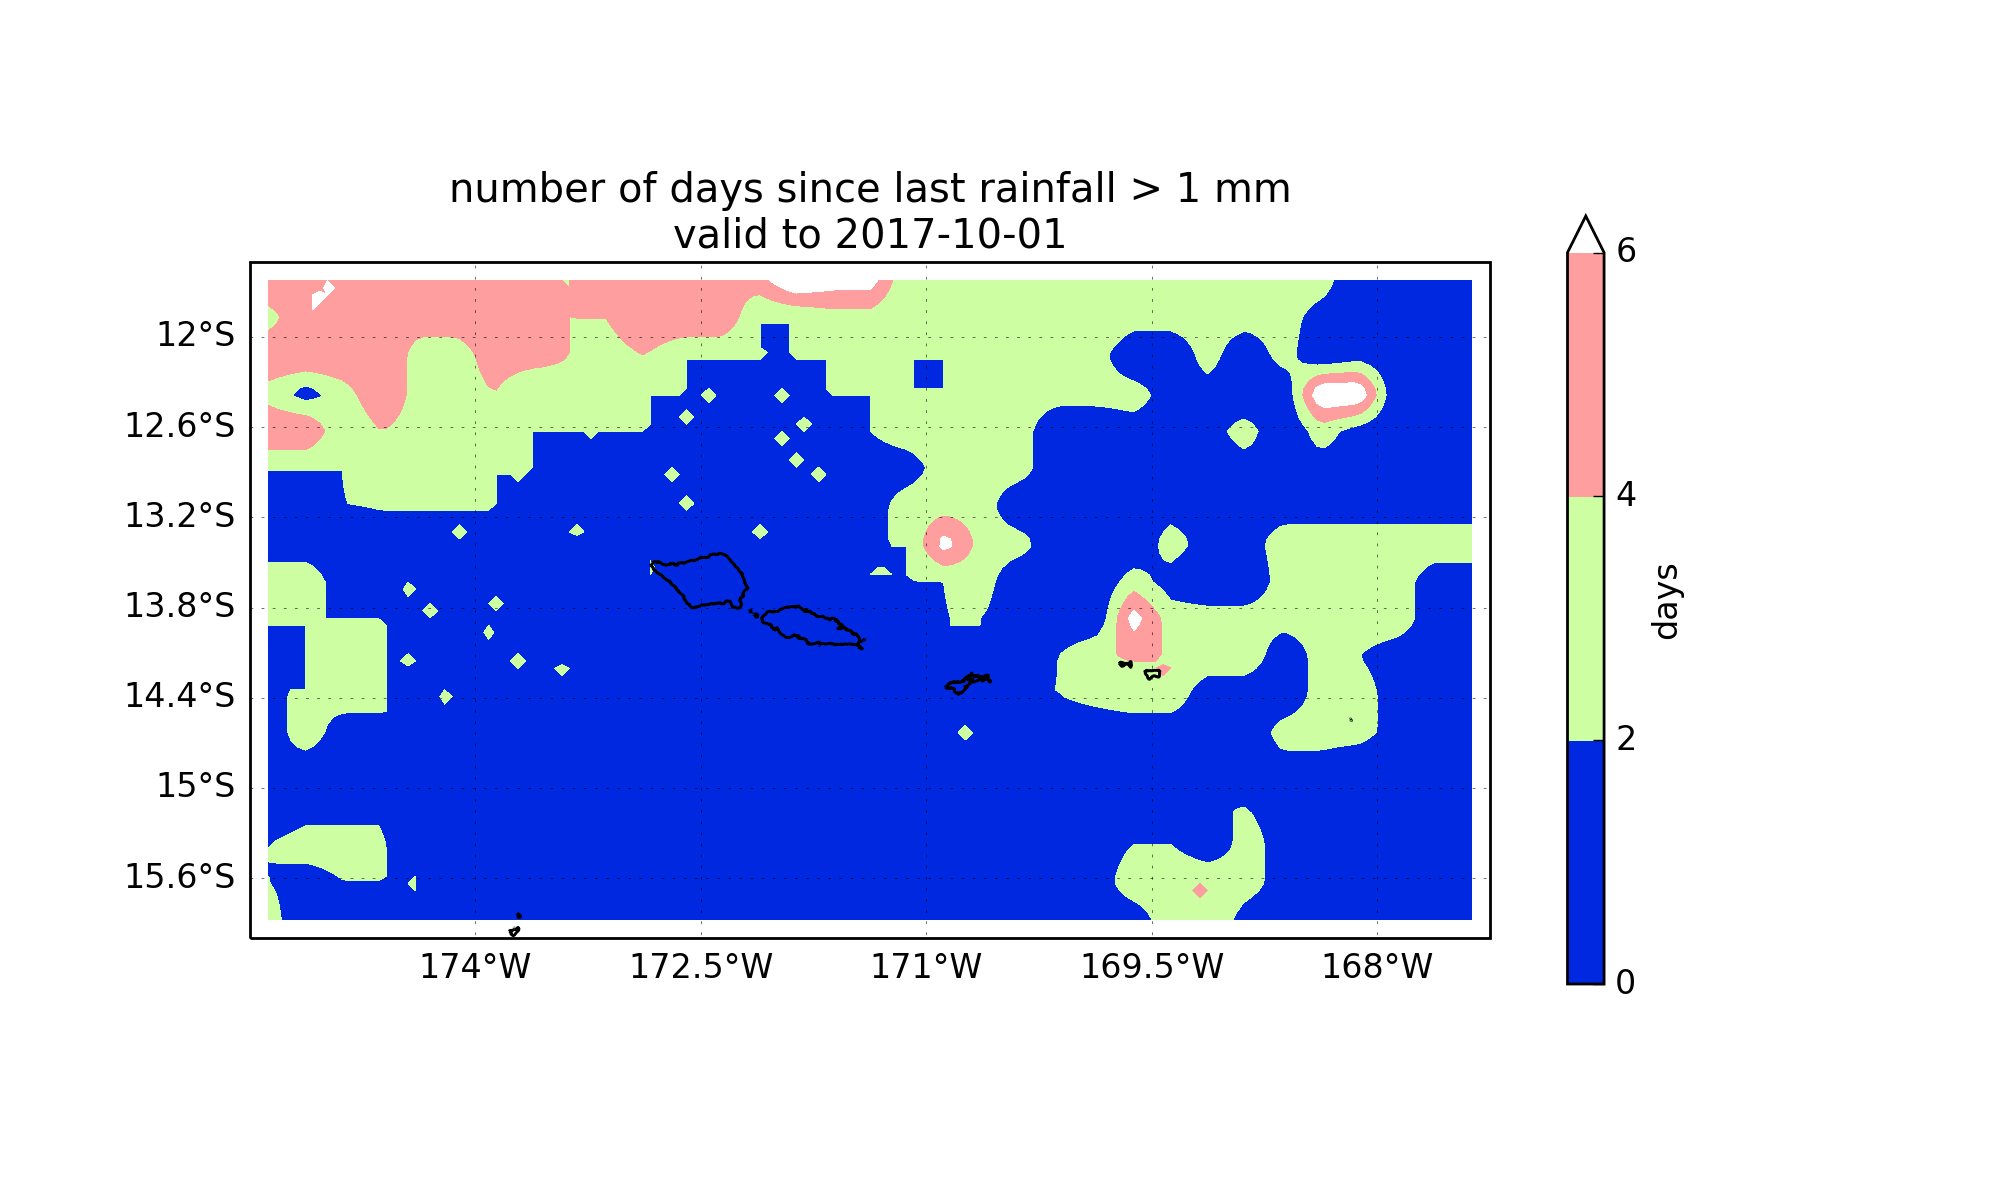 number of days since last rainfall > 1 mm
valid to 2017-10-01
12°S
12.6°S
13.2°S
13.8°S
14.4°S
15°S
15.6°S
174°W
172.5°W
171°W
169.5°W
168°W
6
4
2
0
days